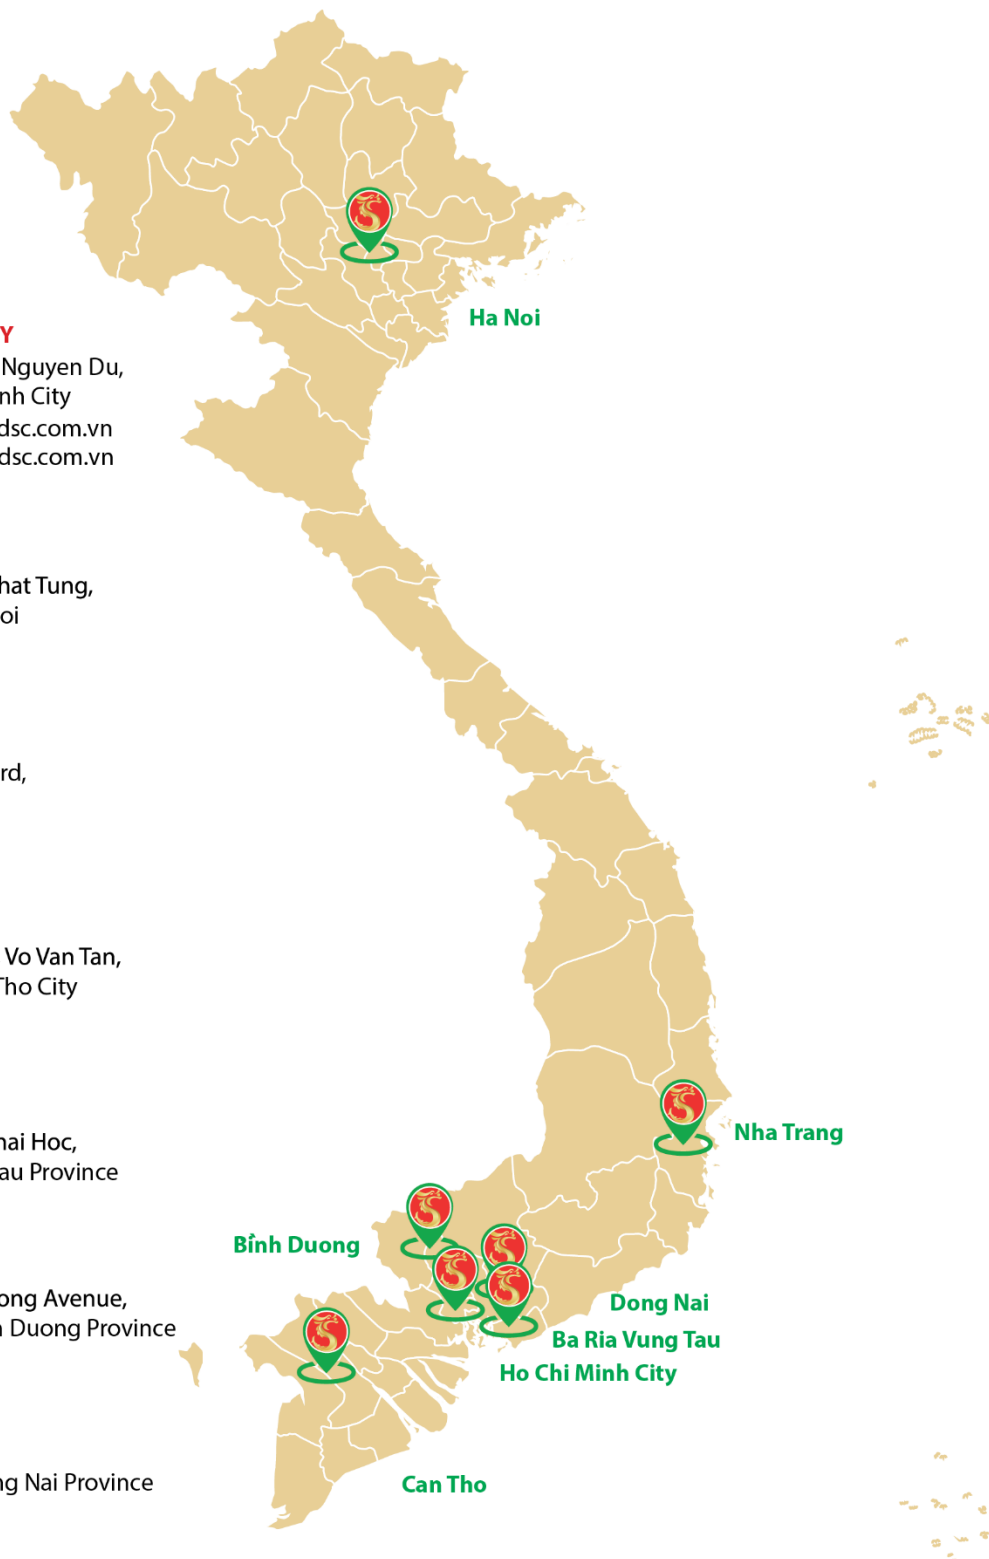 Y
Nguyen Du,
nh City
dsc.com.vn
dsc.com.vn
hat Tung,
oi
rd,
Vo Van Tan,
Tho City
hai Hoc,
au Province
ong Avenue,
n Duong Province
ng Nai Province
Ha Noi
Nha Trang
Bình Duong
Dong Nai
Ba Ria Vung Tau
Ho Chi Minh City
Can Tho